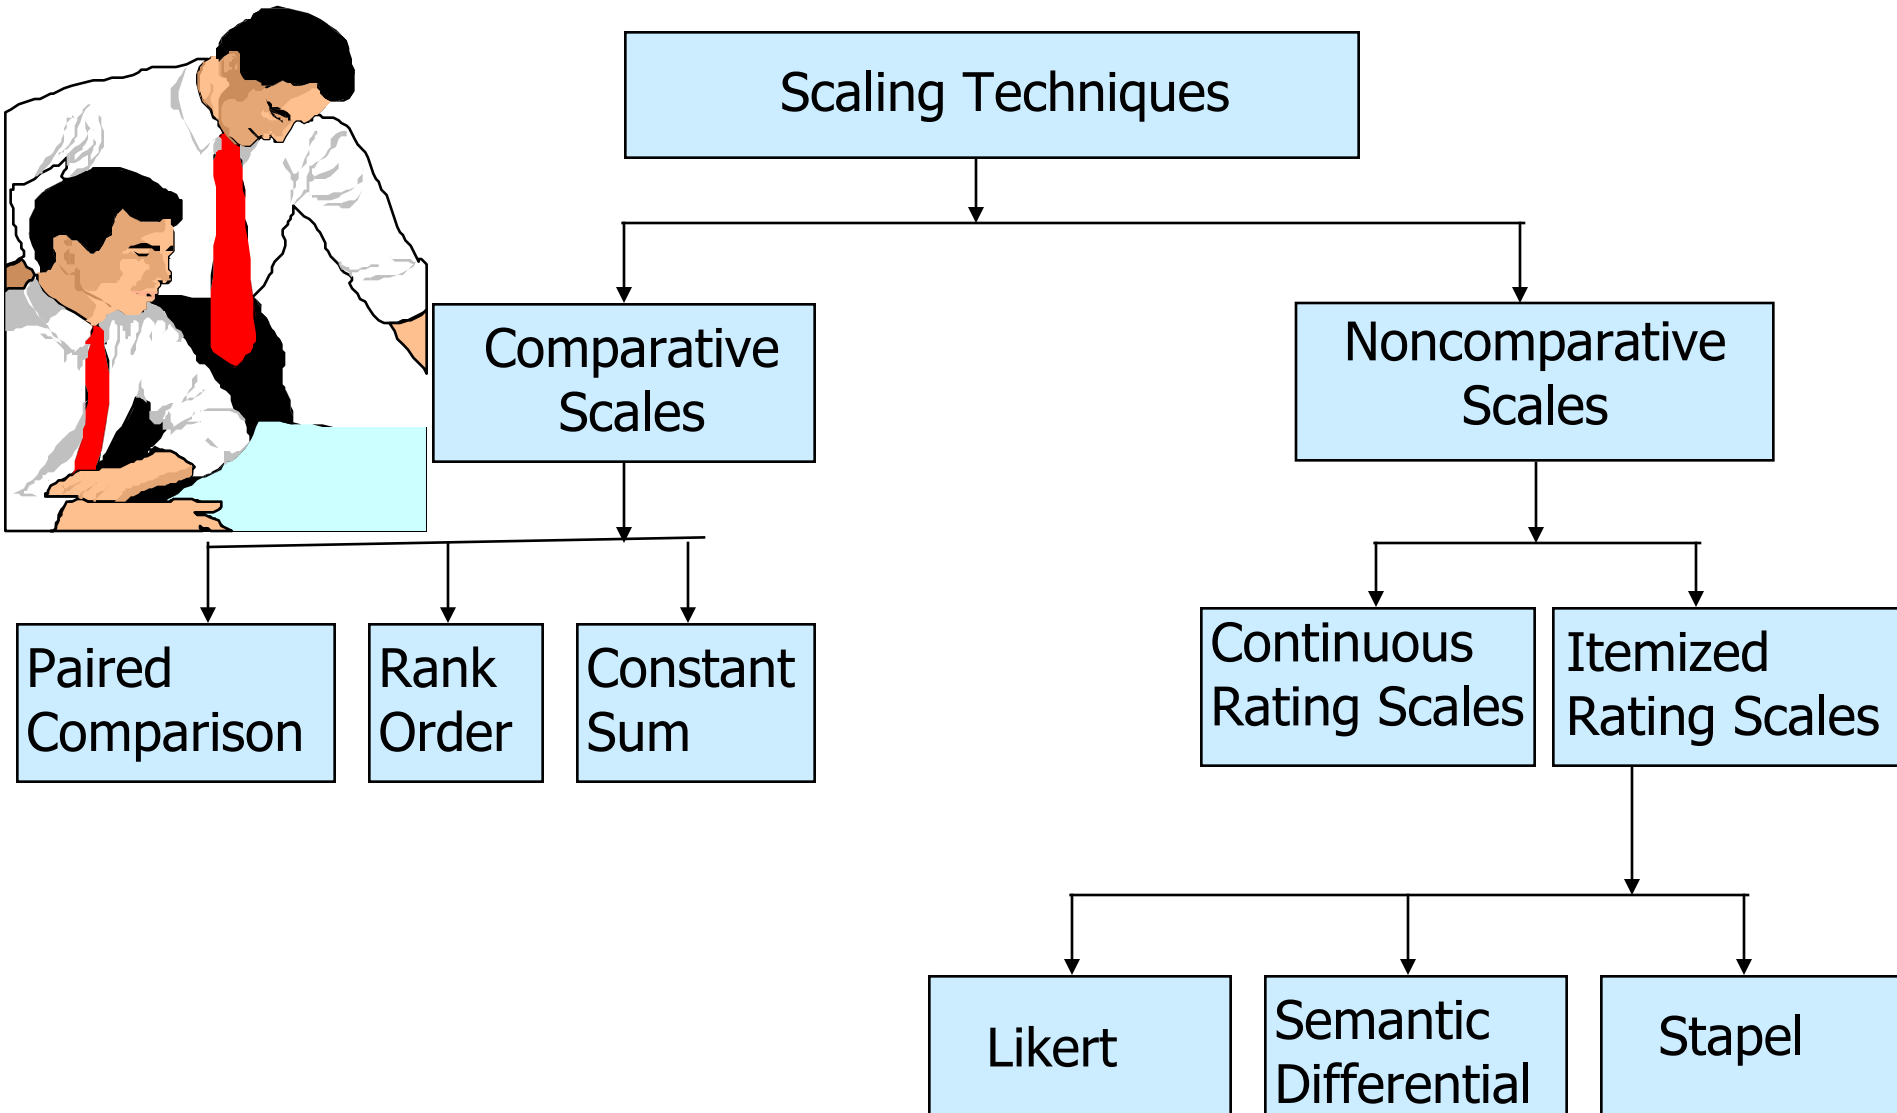 Scaling Techniques
Comparative
Scales
Noncomparative
Scales
Paired
Comparison
Rank
Order
Constant
Sum
Continuous
Rating Scales
Itemized
Rating Scales
Likert
Semantic
Differential
Stapel